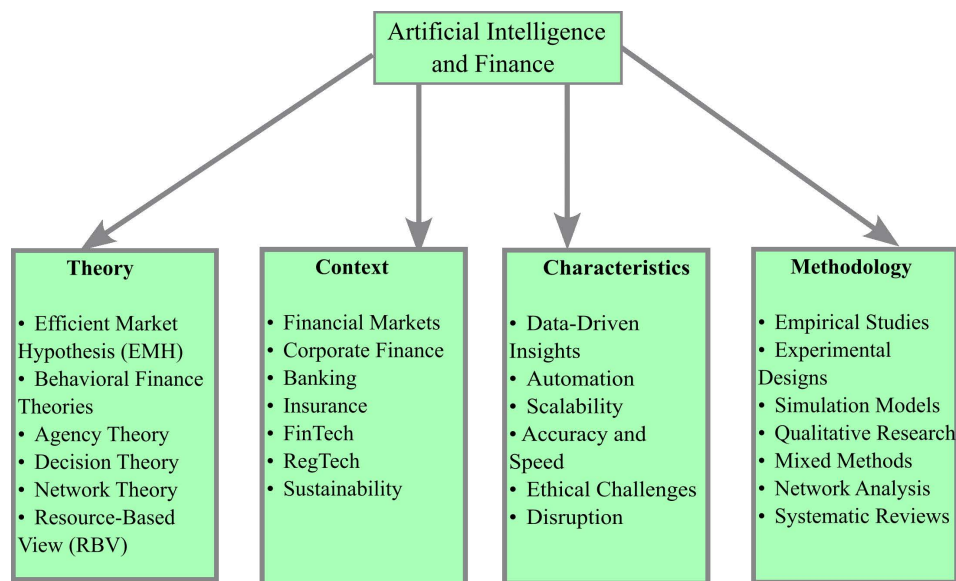 Artificial Intelligence
and Finance
Theory
• Efficient Market
Hypothesis (EMH)
• Behavioral Finance
Theories
• Agency Theory
• Decision Theory
• Network Theory
• Resource-Based
View (RBV)
Context
• Financial Markets
• Corporate Finance
• Banking
• Insurance
• FinTech
• RegTech
• Sustainability
Characteristics
• Data-Driven
Insights
• Automation
• Scalability
• Accuracy and
Speed
• Ethical Challenges
• Disruption
Methodology
• Empirical Studies
• Experimental
Designs
• Simulation Models
• Qualitative Research
• Mixed Methods
• Network Analysis
• Systematic Reviews